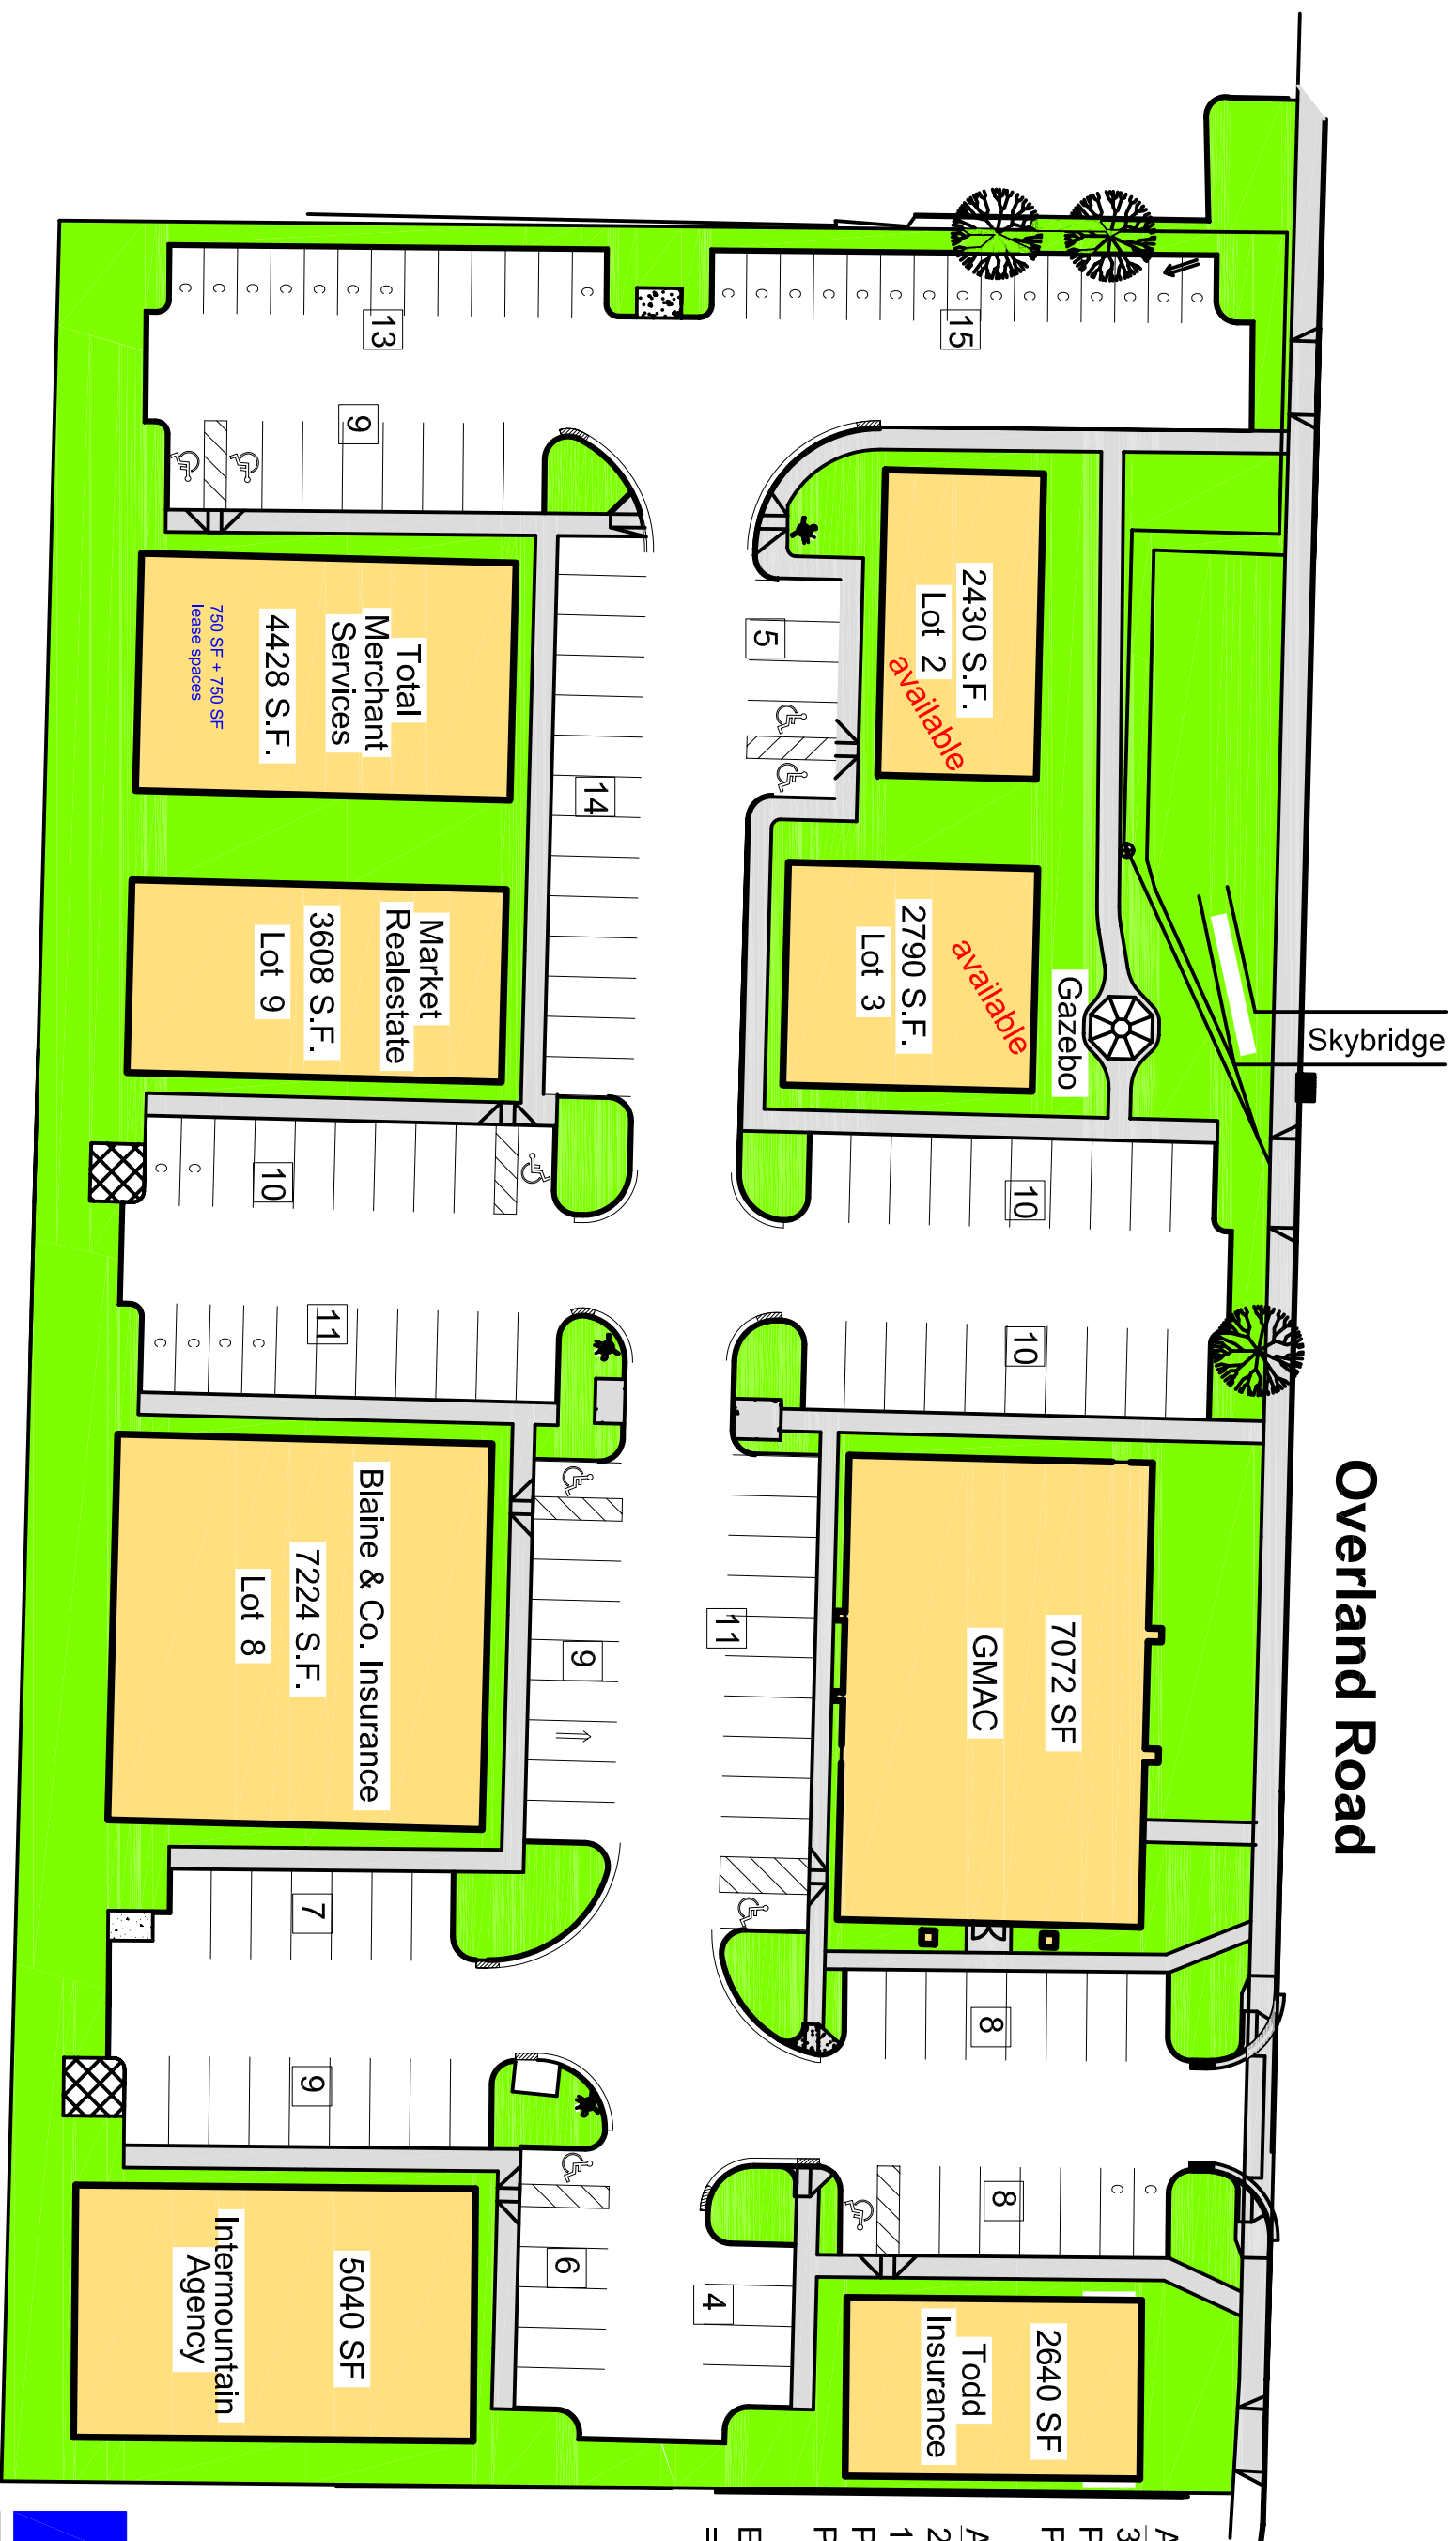 Overland Road
Skybridge
15
13
9
2430 S.F.
Lot 2
available
5
Total
Merchant
Services
4428 S.F.
750 SF + 750 SF
lease spaces
14
Gazebo
available
2790 S.F.
Lot 3
Market
Realestate
3608 S.F.
Lot 9
10
10
10
11
7072 SF
GMAC
11
Blaine & Co. Insurance
7224 S.F.
Lot 8
9
8
7
8
9
2640 SF
Todd
Insurance
4
6
5040 SF
Intermountain
Agency
C C C C C C C C C C C C C C C
C C C C C C C C
C C
C C C C
C C